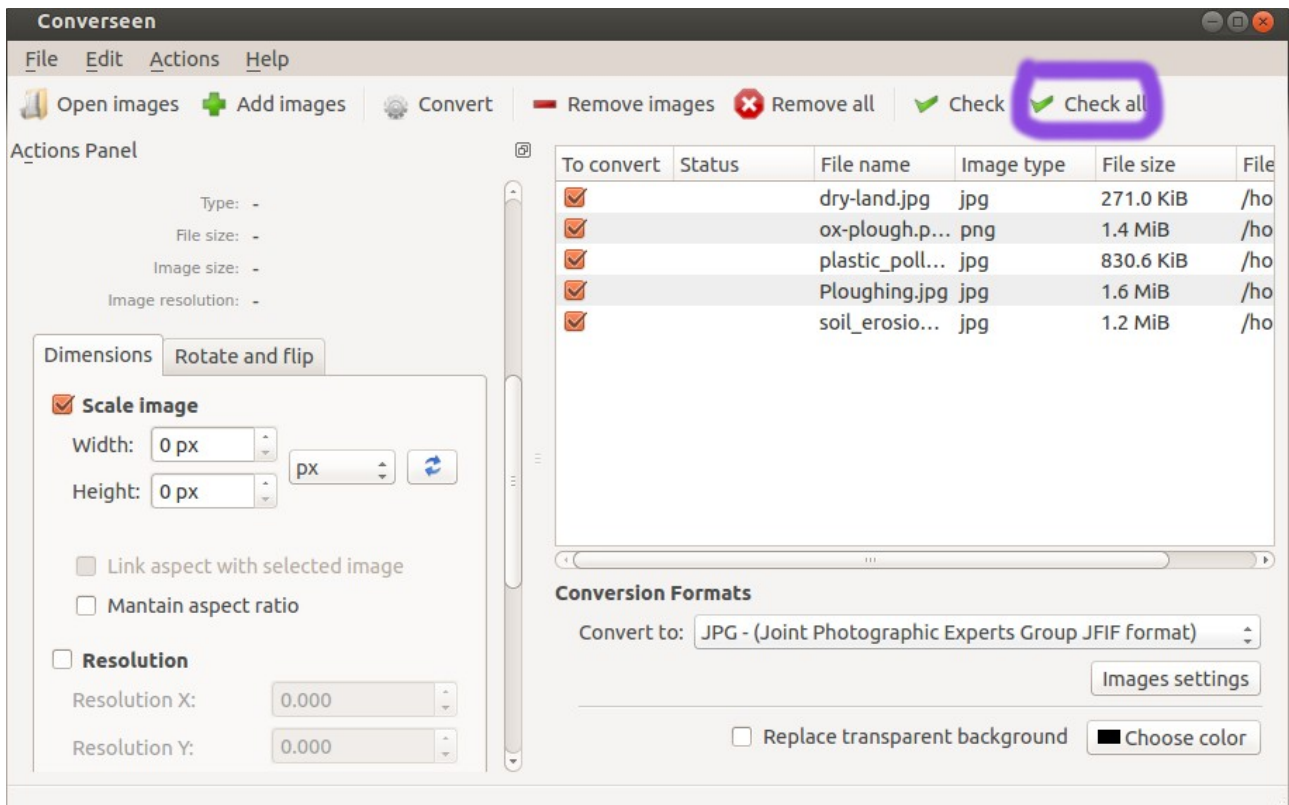 Converseen
File Edit Actions Help
Open images Add images Convert Remove images Remove all Check Check all
Actions Panel
Type: -
File size: -
Image size: -
Image resolution: -
Dimensions Rotate and flip
Scale image
Width: 0 px
px
Height: 0 px
Link aspect with selected image
Mantain aspect ratio
Resolution
Resolution X: 0.000
Resolution Y: 0.000
To convert Status File name Image type File size File
dry-land.jpg jpg 271.0 KiB /ho
ox-plough.p... png 1.4 MiB /ho
plastic_poll... jpg 830.6 KiB /ho
Ploughing.jpg jpg 1.6 MiB /ho
soil_erosio... jpg 1.2 MiB /ho
Conversion Formats
Convert to: JPG - (Joint Photographic Experts Group JFIF format)
Images settings
Replace transparent background Choose color